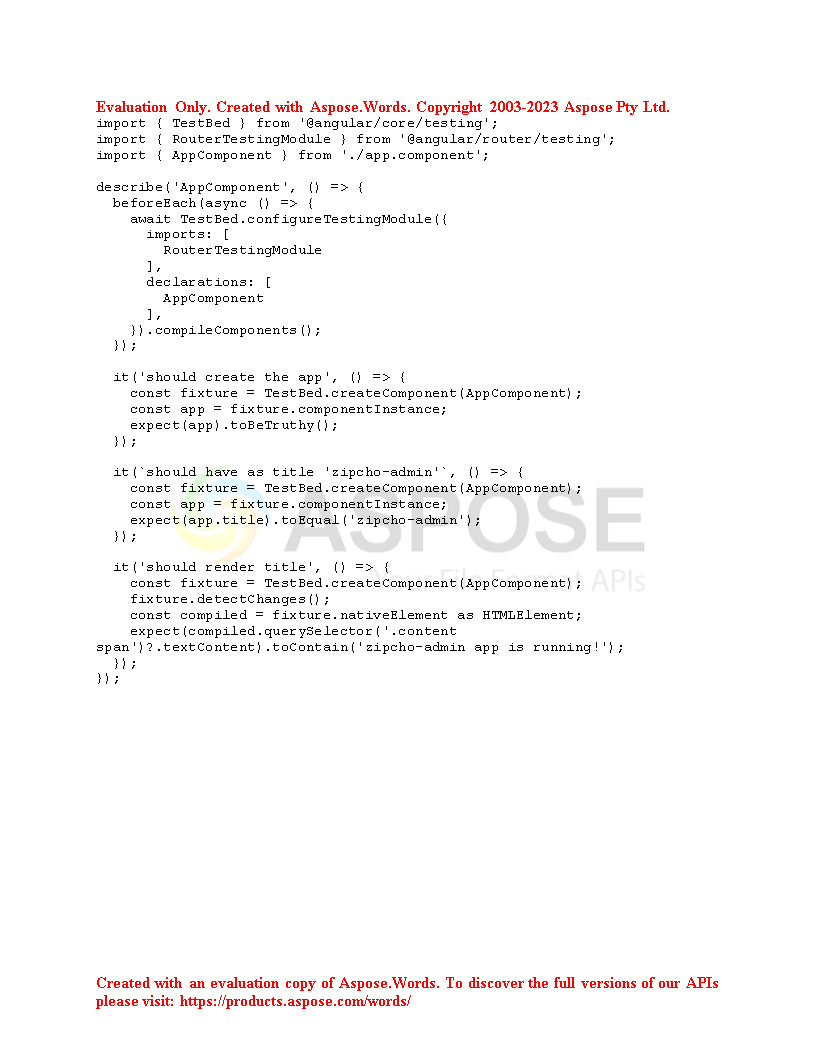 Evaluation Only. Created with Aspose.Words. Copyright 2003-2023 Aspose Pty Ltd.
import { TestBed } from '@angular/core/testing';
import { RouterTestingModule } from '@angular/router/testing';
import { AppComponent } from './app.component';

describe('AppComponent', () => {
  beforeEach(async () => {
    await TestBed.configureTestingModule({
      imports: [
        RouterTestingModule
      ],
      declarations: [
        AppComponent
      ],
    }).compileComponents();
  });

  it('should create the app', () => {
    const fixture = TestBed.createComponent(AppComponent);
    const app = fixture.componentInstance;
    expect(app).toBeTruthy();
  });

  it(`should have as title 'zipcho-admin'`, () => {
    const fixture = TestBed.createComponent(AppComponent);
    const app = fixture.componentInstance;
    expect(app.title).toEqual('zipcho-admin');
  });
ASPOSE

  it('should render title', () => {
    const fixture = TestBed.createComponent(AppComponent);
Your File Format APIs
    fixture.detectChanges();
    const compiled = fixture.nativeElement as HTMLElement;
    expect(compiled.querySelector('.content
span')?.textContent).toContain('zipcho-admin app is running!');
  });
});
Created with an evaluation copy of Aspose.Words. To discover the full versions of our APIs
please visit: https://products.aspose.com/words/